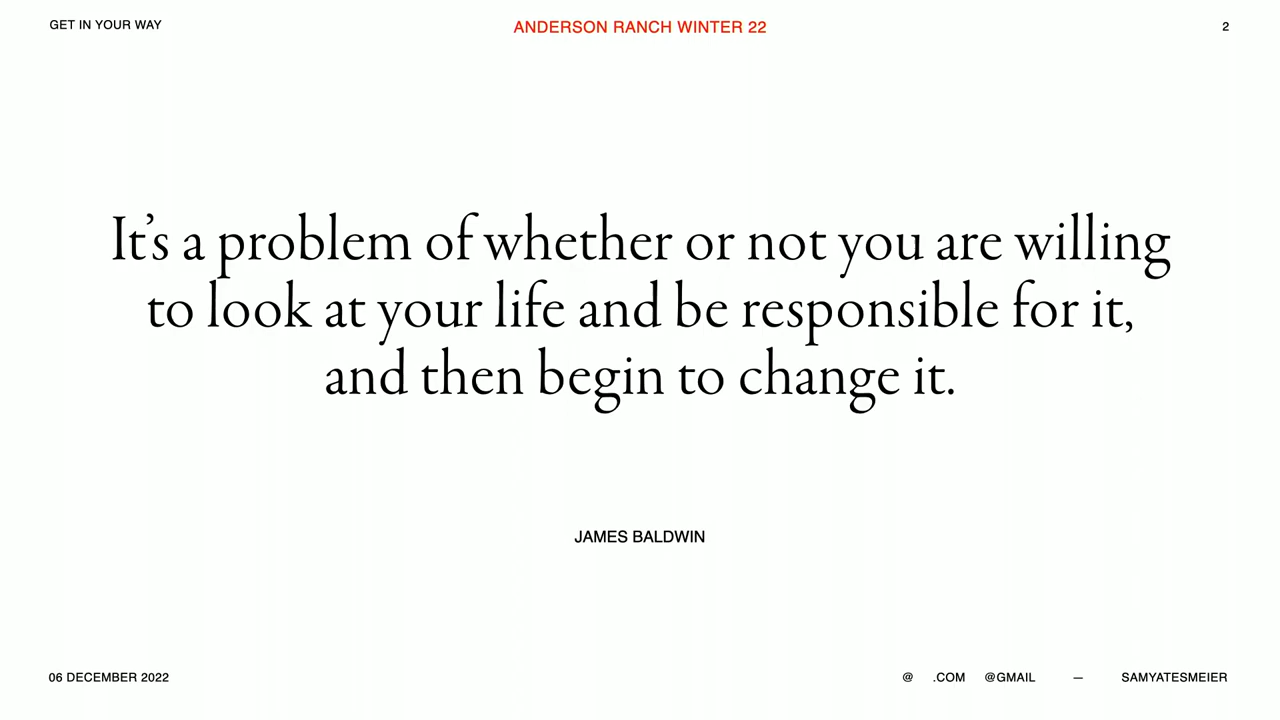 GET IN YOUR WAY
ANDERSON RANCH WINTER 22
2
It’s a problem of whether or not you are willing
to look at your life and be responsible for it,
and then begin to change it.
JAMES BALDWIN
06 DECEMBER 2022
@ .COM @GMAIL — SAMYATESMEIER